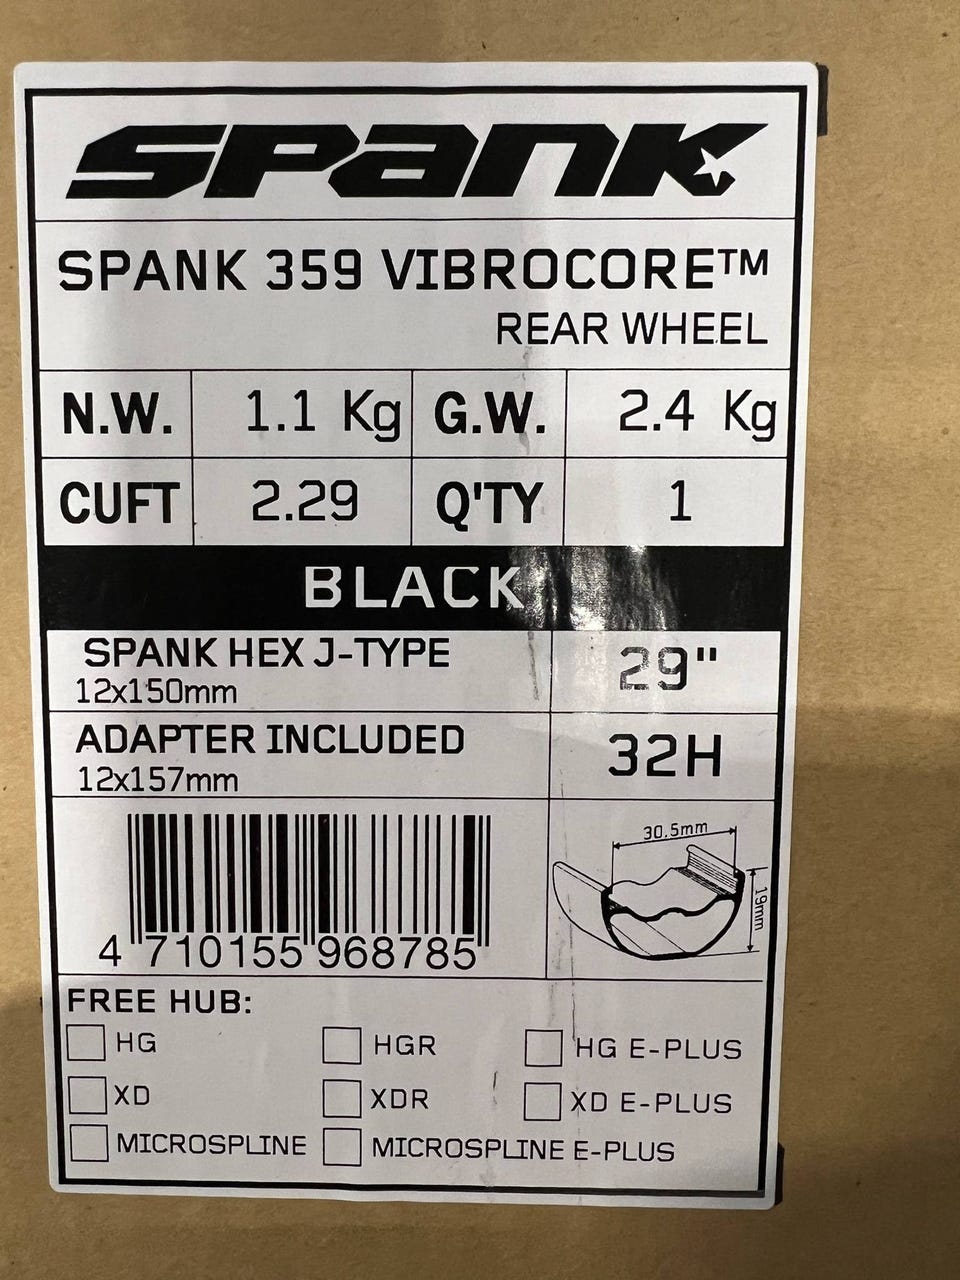 SPANK
SPANK 359 VIBROCORE™
REAR WHEEL
N.W. 1.1 Kg G.W. 2.4 Kg
CUFT 2.29 Q'TY 1
BLACK
SPANK HEX J-TYPE
12x150mm
29"
ADAPTER INCLUDED
12x157mm
32H
30.5mm
19mm
4 710155 968785
FREE HUB:
HG HGR HG E-PLUS
XD XDR XD E-PLUS
MICROSPLINE MICROSPLINE E-PLUS